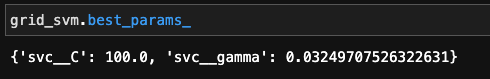 grid_svm.best_params_
{'svc__C': 100.0, 'svc__gamma': 0.03249707526322631}